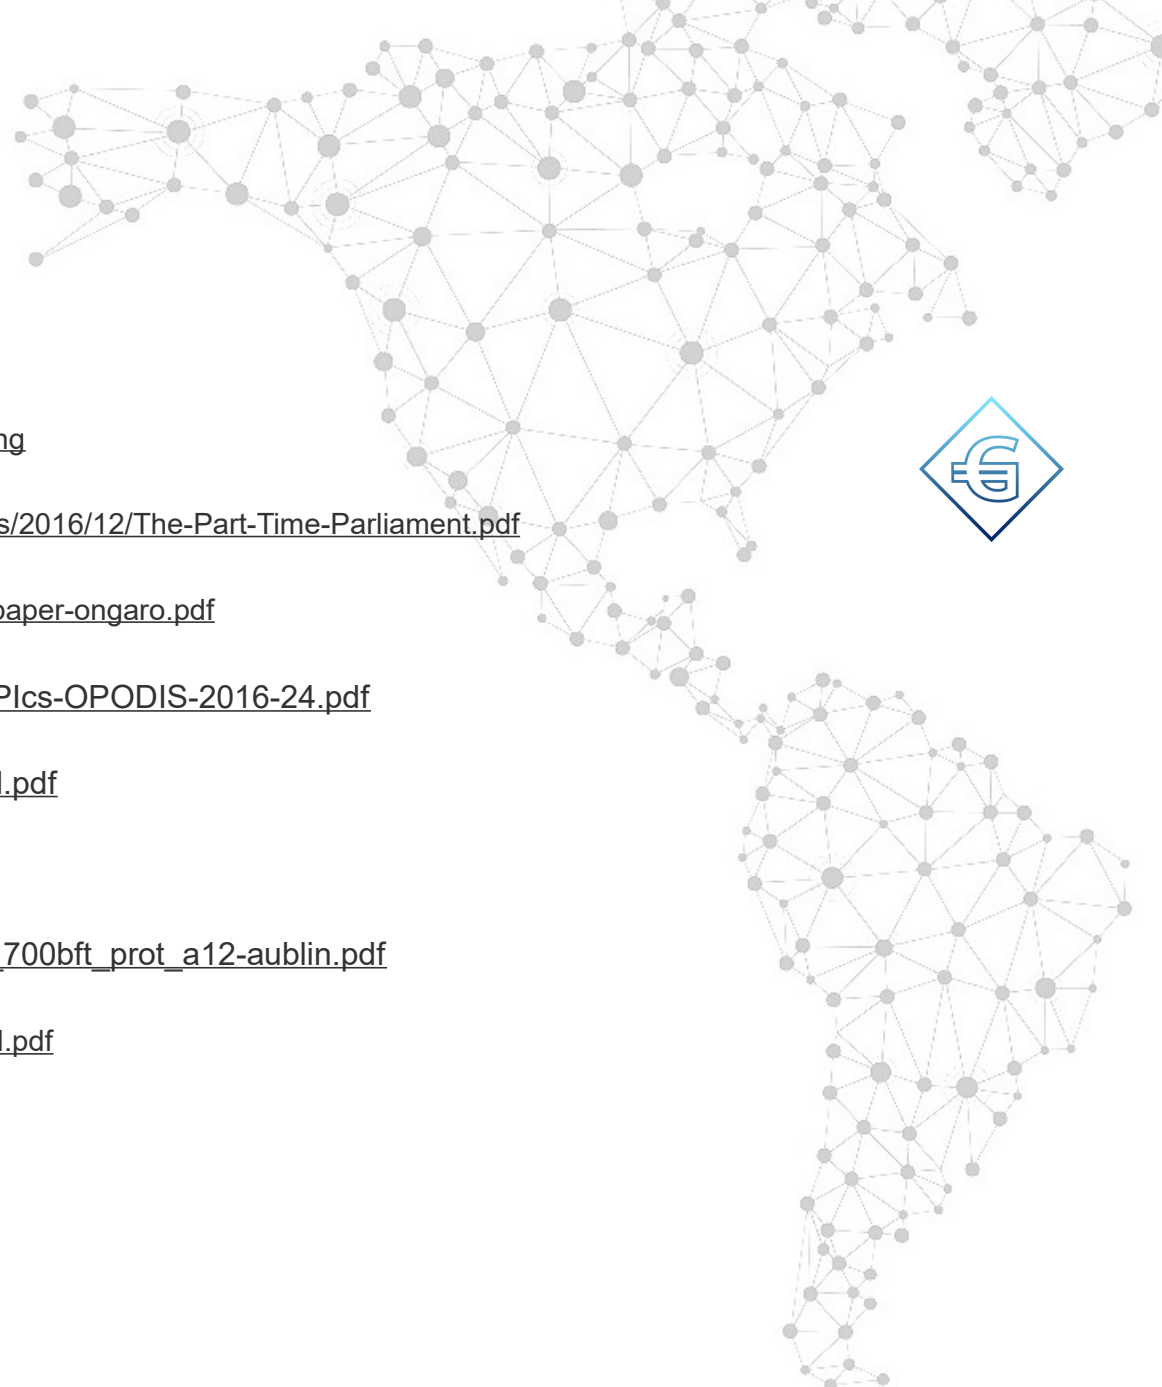 ng
s/2016/12/The-Part-Time-Parliament.pdf
paper-ongaro.pdf
PIcs-OPODIS-2016-24.pdf
l.pdf
_700bft_prot_a12-aublin.pdf
l.pdf